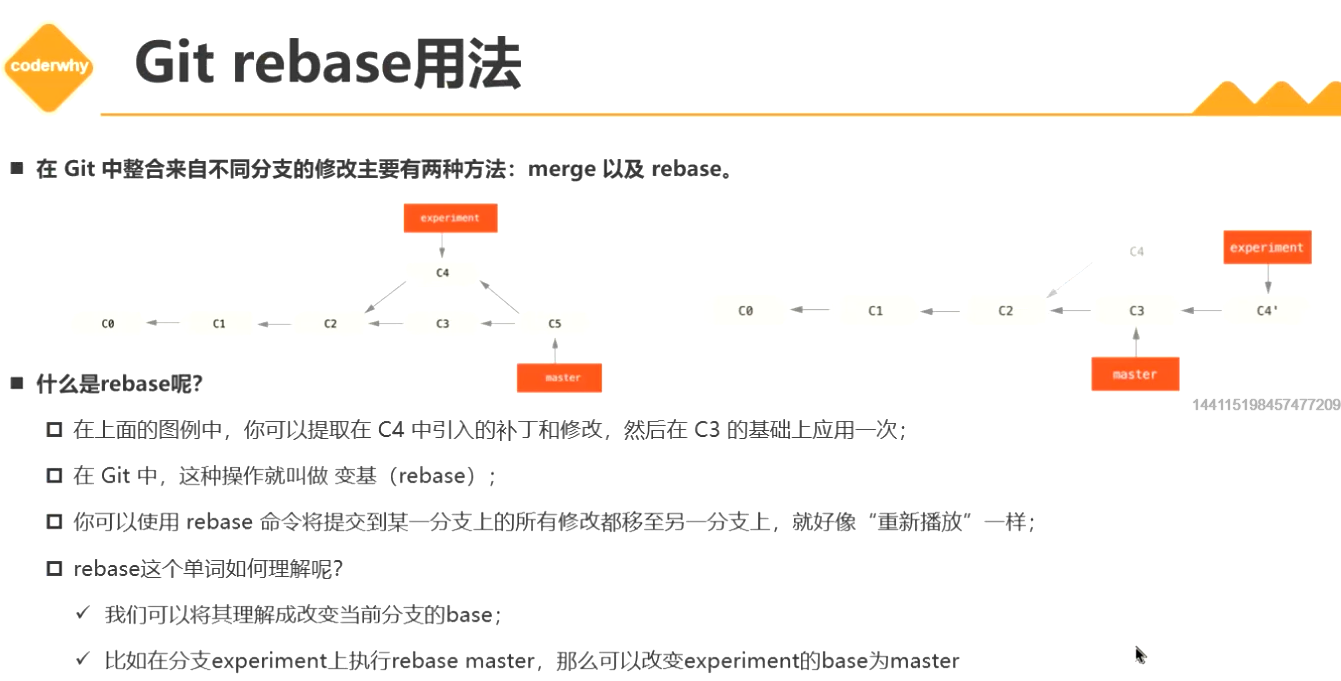 coderwhy
Git rebase用法
在 Git 中整合来自不同分支的修改主要有两种方法：merge 以及 rebase。
experiment
C4
C0 C1 C2 C3 C5
master
C4
experiment
C0 C1 C2 C3 C4'
master
144115198457477209
什么是rebase呢？
在上面的图例中，你可以提取在 C4 中引入的补丁和修改，然后在 C3 的基础上应用一次；
在 Git 中，这种操作就叫做 变基（rebase）；
你可以使用 rebase 命令将提交到某一分支上的所有修改都移至另一分支上，就好像“重新播放”一样；
rebase这个单词如何理解呢？
我们可以将其理解成改变当前分支的base；
比如在分支experiment上执行rebase master，那么可以改变experiment的base为master